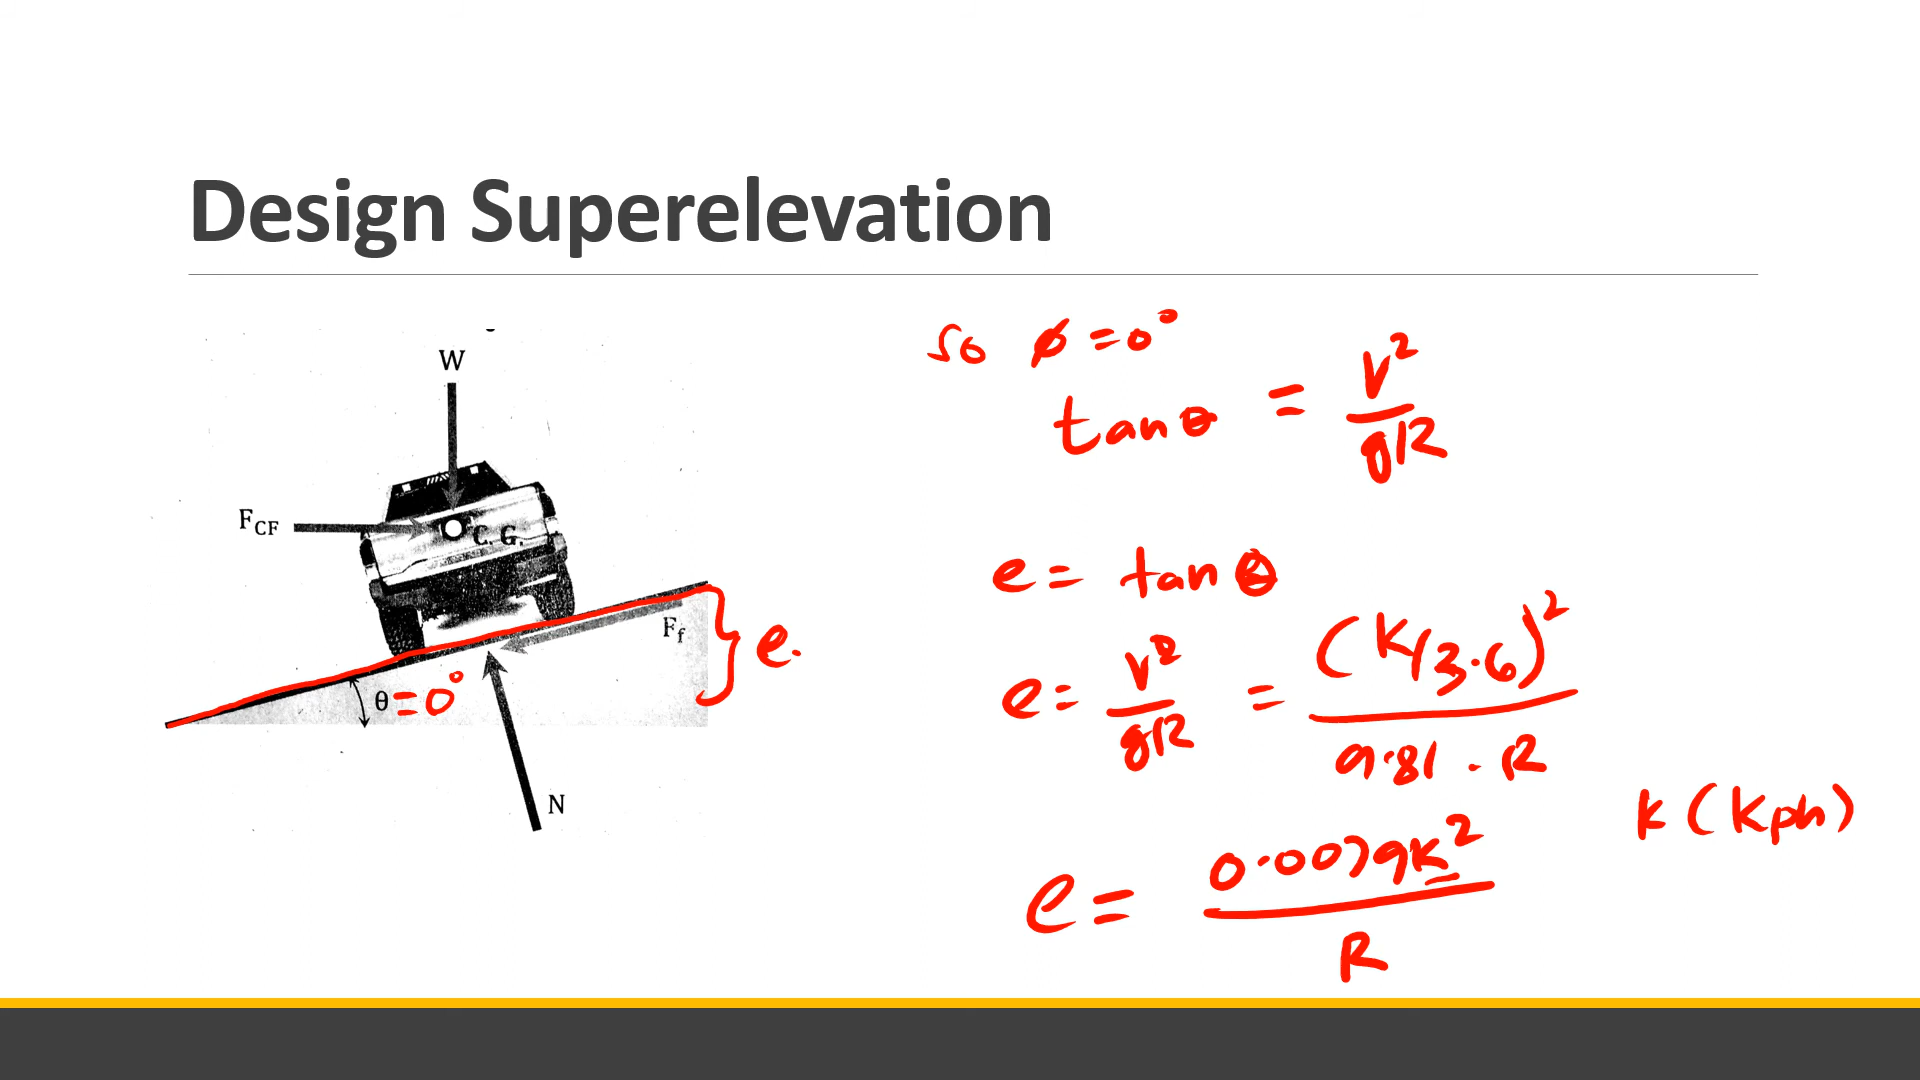 Design Superelevation
W
F_CF
C.G.
F_f
θ = 0°
e.
N
so ø = 0°
tan θ = V²/gR
e = tan θ
e = V²/gR = (K/3.6)²/9.81 . R
K (Kph)
e = 0.0079K²/R